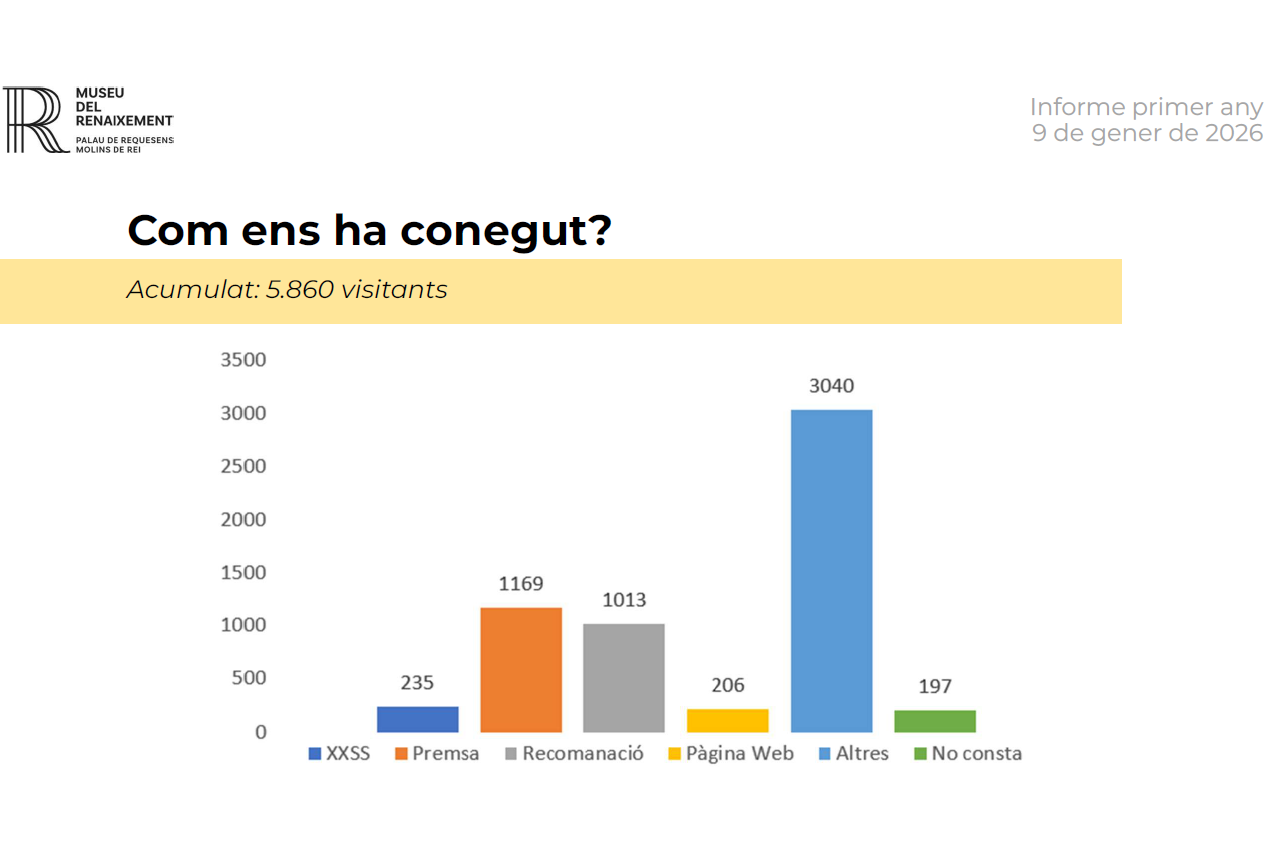 MUSEU
DEL
RENAIXEMENT
PALAU DE REQUESENS
MOLINS DE REI
Informe primer any
9 de gener de 2026
Com ens ha conegut?
Acumulat: 5.860 visitants
3500
3000
2500
2000
1500
1000
500
0
235
1169
1013
206
3040
197
XXSS Premsa Recomanació Pàgina Web Altres No consta